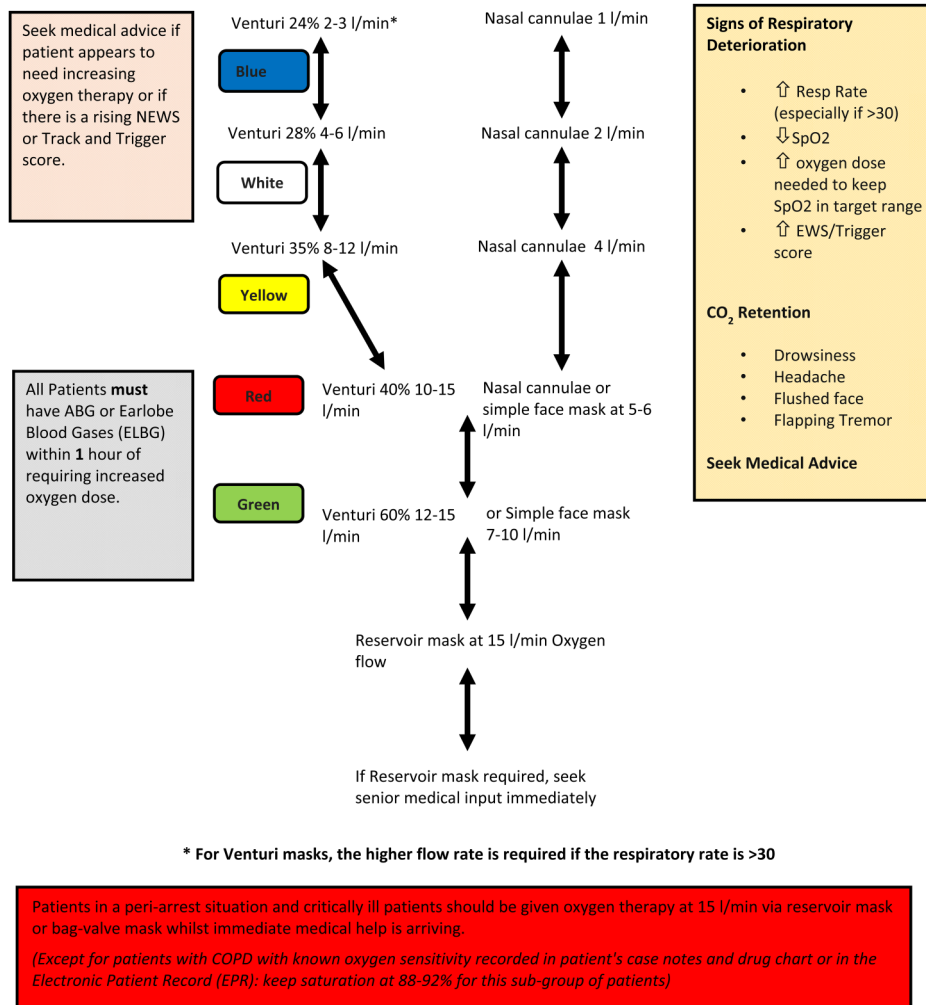 Seek medical advice if
patient appears to
need increasing
oxygen therapy or if
there is a rising NEWS
or Track and Trigger
score.
Venturi 24% 2-3 l/min*
Blue
Venturi 28% 4-6 l/min
White
Venturi 35% 8-12 l/min
Yellow
Nasal cannulae 1 l/min
Nasal cannulae 2 l/min
Nasal cannulae 4 l/min
All Patients must
have ABG or Earlobe
Blood Gases (ELBG)
within 1 hour of
requiring increased
oxygen dose.
Red
Venturi 40% 10-15
l/min
Nasal cannulae or
simple face mask at 5-6
l/min
Green
Venturi 60% 12-15
l/min
or Simple face mask
7-10 l/min
Reservoir mask at 15 l/min Oxygen
flow
If Reservoir mask required, seek
senior medical input immediately
Signs of Respiratory
Deterioration
• ⇧ Resp Rate
(especially if >30)
• ⇩ SpO2
• ⇧ oxygen dose
needed to keep
SpO2 in target range
• ⇧ EWS/Trigger
score
CO₂ Retention
• Drowsiness
• Headache
• Flushed face
• Flapping Tremor
Seek Medical Advice
* For Venturi masks, the higher flow rate is required if the respiratory rate is >30
Patients in a peri-arrest situation and critically ill patients should be given oxygen therapy at 15 l/min via reservoir mask
or bag-valve mask whilst immediate medical help is arriving.
(Except for patients with COPD with known oxygen sensitivity recorded in patient's case notes and drug chart or in the
Electronic Patient Record (EPR): keep saturation at 88-92% for this sub-group of patients)